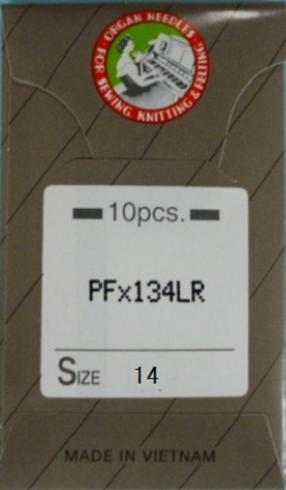 ORGAN NEEDLES
FOR SEWING, KNITTING & FELTING
10pcs.
PFx134LR
SIZE 14
MADE IN VIETNAM